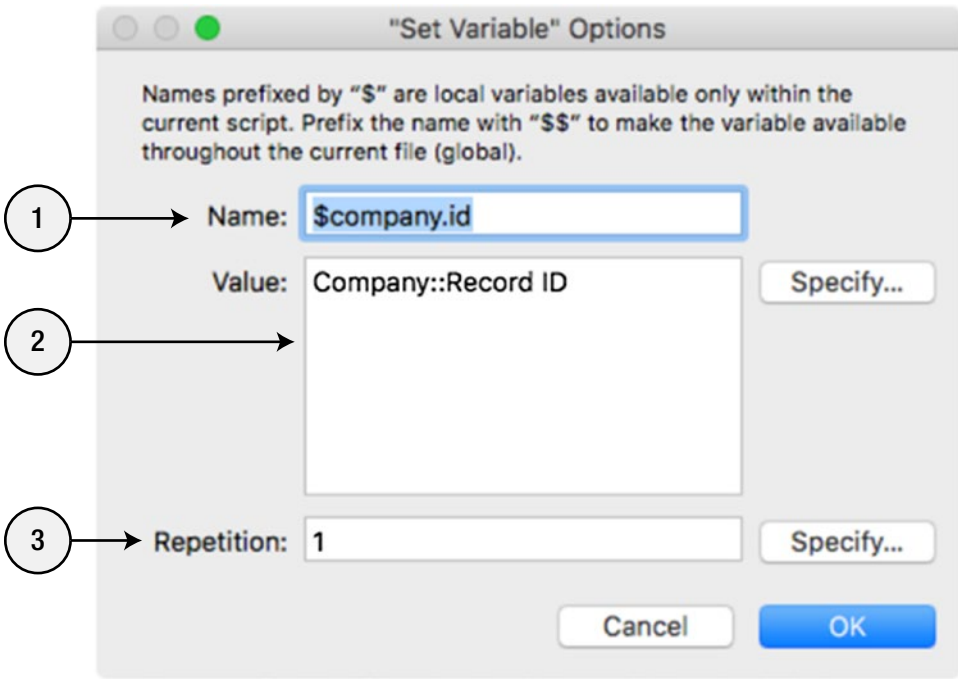 "Set Variable" Options
Names prefixed by “$” are local variables available only within the
current script. Prefix the name with “$$” to make the variable available
throughout the current file (global).
1 Name: $company.id
Value: Company::Record ID Specify...
2
3 Repetition: 1 Specify...
Cancel OK